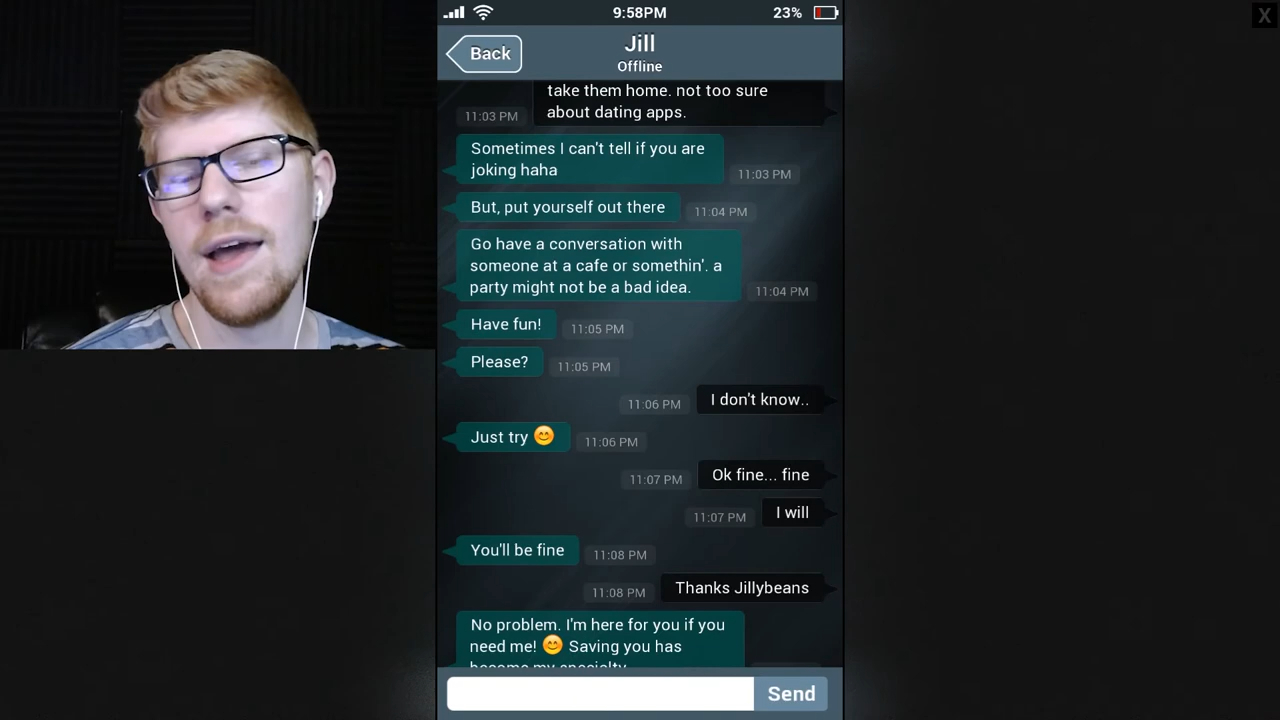 9:58PM
23%
X
Back
Jill
Offline
take them home. not too sure
about dating apps.
11:03 PM
Sometimes I can't tell if you are
joking haha
11:03 PM
But, put yourself out there
11:04 PM
Go have a conversation with
someone at a cafe or somethin'. a
party might not be a bad idea.
11:04 PM
Have fun!
11:05 PM
Please?
11:05 PM
I don't know..
11:06 PM
Just try 😊
11:06 PM
Ok fine... fine
11:07 PM
I will
11:07 PM
You'll be fine
11:08 PM
Thanks Jillybeans
11:08 PM
No problem. I'm here for you if you
need me! 😊 Saving you has
become my specialty
Send